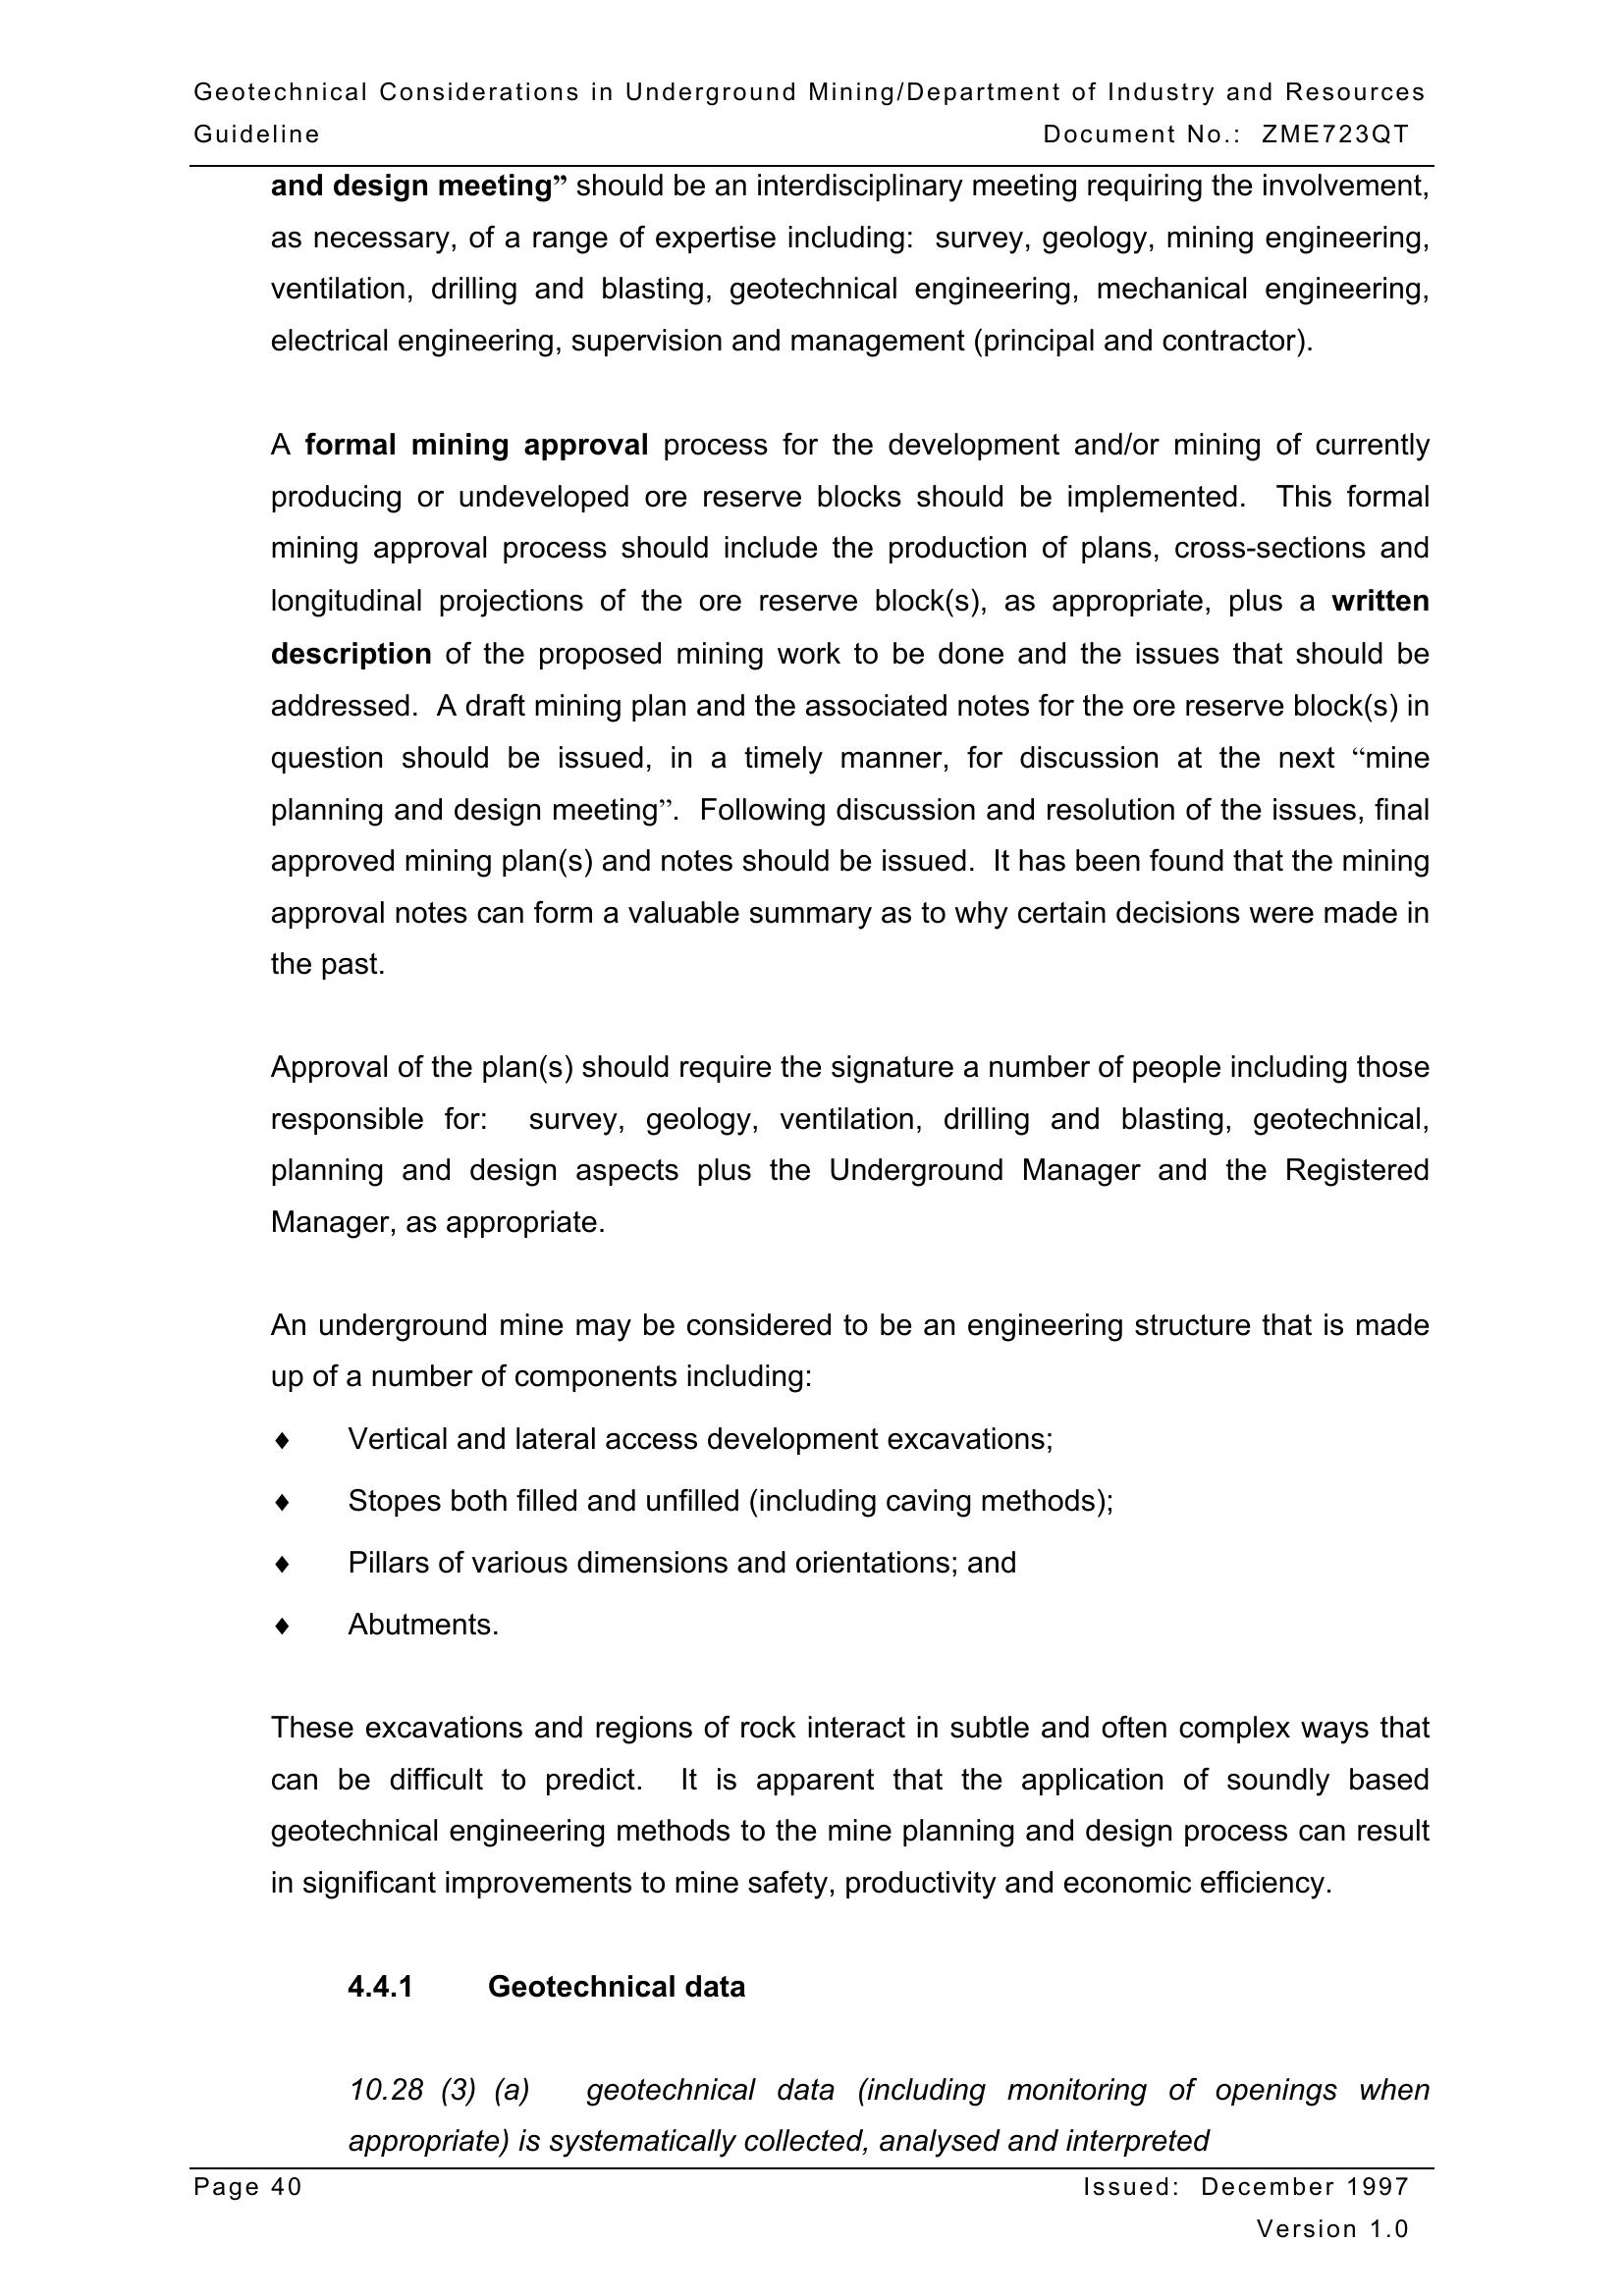 Geotechnical Considerations in Underground Mining/Department of Industry and Resources
Guideline Document No.: ZME723QT
and design meeting” should be an interdisciplinary meeting requiring the involvement,
as necessary, of a range of expertise including: survey, geology, mining engineering,
ventilation, drilling and blasting, geotechnical engineering, mechanical engineering,
electrical engineering, supervision and management (principal and contractor).
A formal mining approval process for the development and/or mining of currently
producing or undeveloped ore reserve blocks should be implemented. This formal
mining approval process should include the production of plans, cross-sections and
longitudinal projections of the ore reserve block(s), as appropriate, plus a written
description of the proposed mining work to be done and the issues that should be
addressed. A draft mining plan and the associated notes for the ore reserve block(s) in
question should be issued, in a timely manner, for discussion at the next “mine
planning and design meeting”. Following discussion and resolution of the issues, final
approved mining plan(s) and notes should be issued. It has been found that the mining
approval notes can form a valuable summary as to why certain decisions were made in
the past.
Approval of the plan(s) should require the signature a number of people including those
responsible for: survey, geology, ventilation, drilling and blasting, geotechnical,
planning and design aspects plus the Underground Manager and the Registered
Manager, as appropriate.
An underground mine may be considered to be an engineering structure that is made
up of a number of components including:
♦ Vertical and lateral access development excavations;
♦ Stopes both filled and unfilled (including caving methods);
♦ Pillars of various dimensions and orientations; and
♦ Abutments.
These excavations and regions of rock interact in subtle and often complex ways that
can be difficult to predict. It is apparent that the application of soundly based
geotechnical engineering methods to the mine planning and design process can result
in significant improvements to mine safety, productivity and economic efficiency.
4.4.1 Geotechnical data
10.28 (3) (a) geotechnical data (including monitoring of openings when
appropriate) is systematically collected, analysed and interpreted
Page 40 Issued: December 1997
Version 1.0